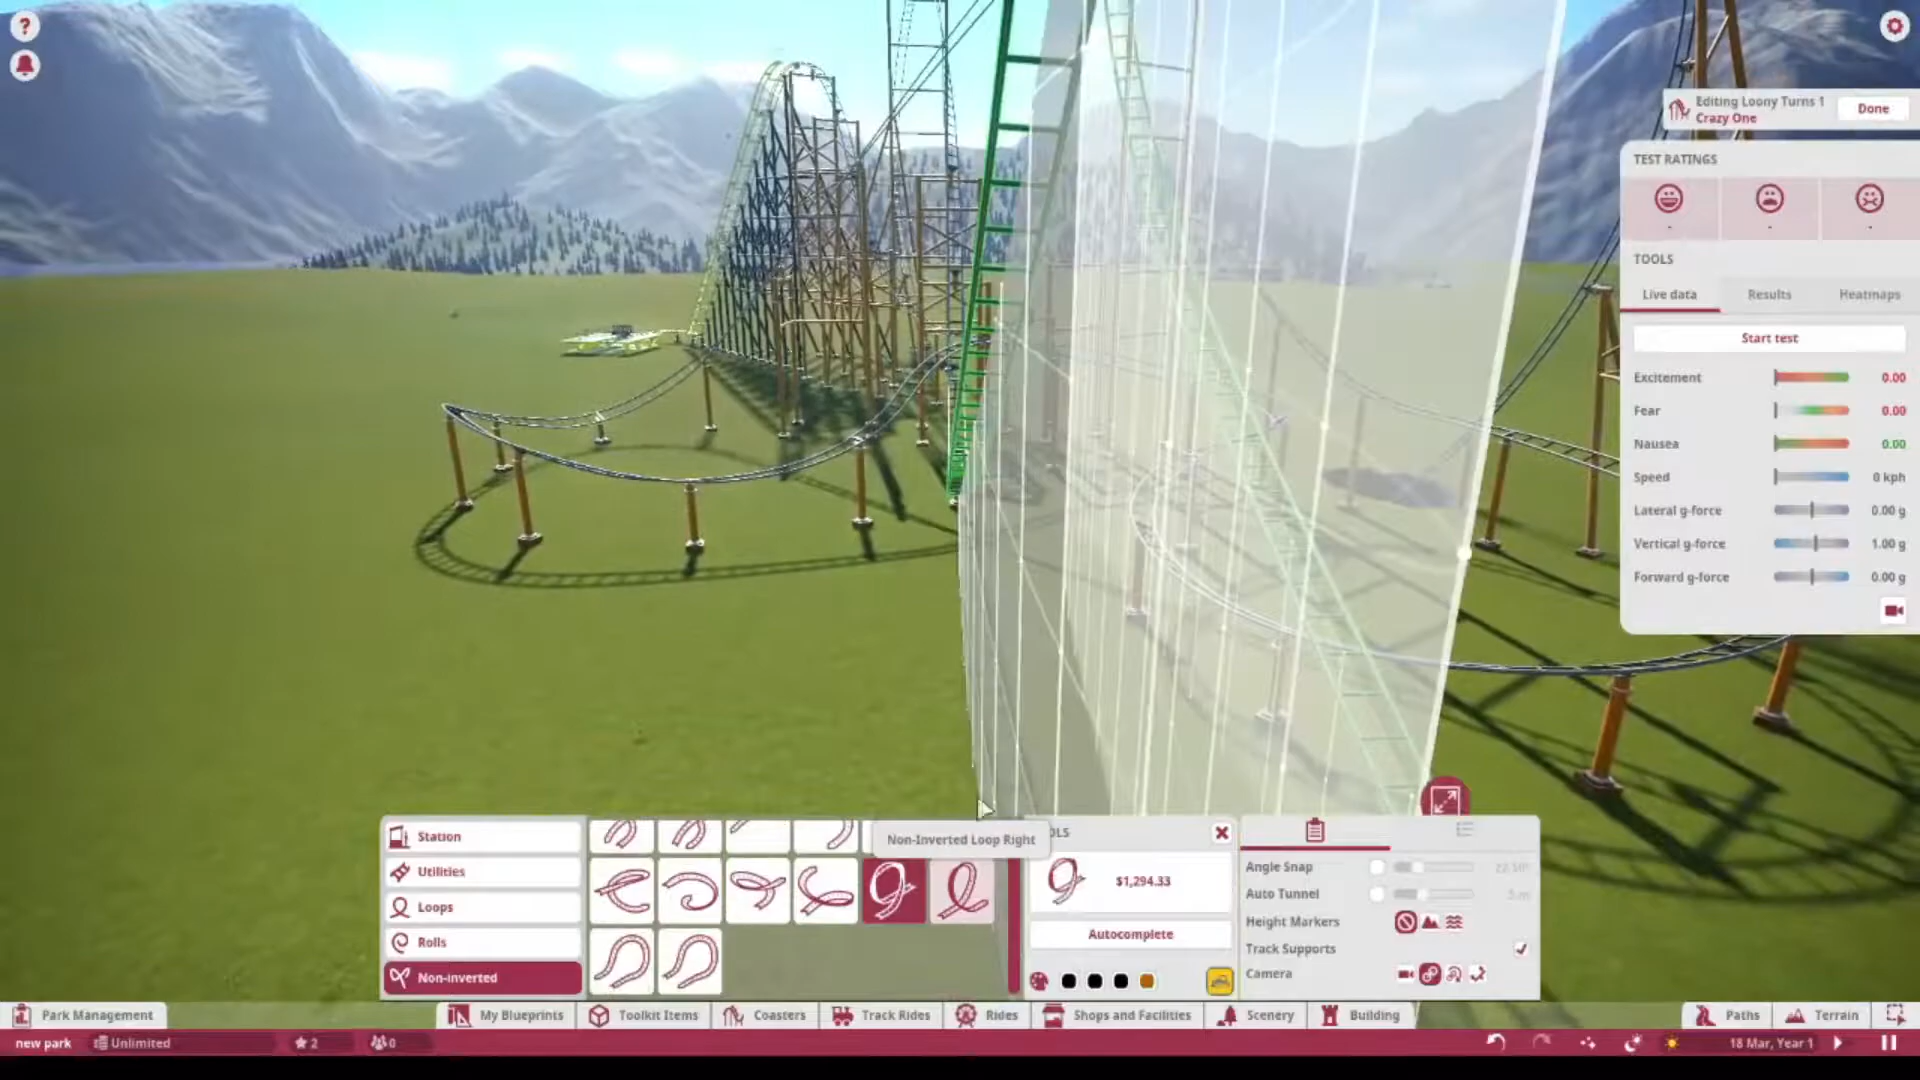 ?
Editing Loony Turns 1
Crazy One
Done
TEST RATINGS
-
-
-
TOOLS
Live data
Results
Heatmaps
Start test
Excitement
0.00
Fear
0.00
Nausea
0.00
Speed
0 kph
Lateral g-force
0.00 g
Vertical g-force
1.00 g
Forward g-force
0.00 g
Station
Utilities
Loops
Rolls
Non-inverted
Non-Inverted Loop Right
$1,294.33
Autocomplete
Angle Snap
Auto Tunnel
Height Markers
Track Supports
Camera
Park Management
My Blueprints
Toolkit Items
Coasters
Track Rides
Rides
Shops and Facilities
Scenery
Building
Paths
Terrain
new park
Unlimited
2
0
18 Mar, Year 1